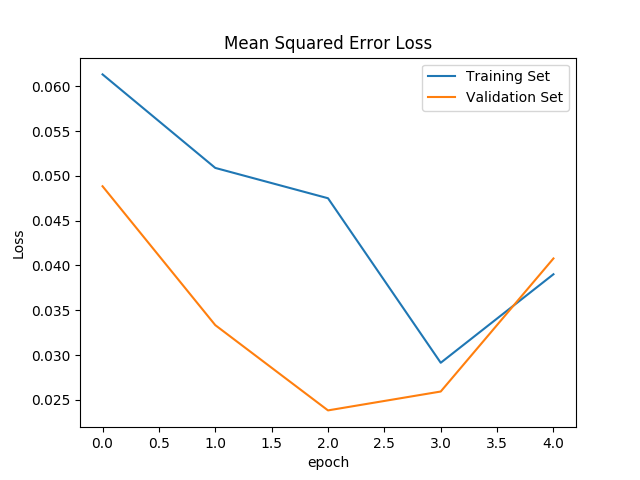 Mean Squared Error Loss
Training Set
Validation Set
0.060
0.055
0.050
0.045
0.040
0.035
0.030
0.025
Loss
0.0 0.5 1.0 1.5 2.0 2.5 3.0 3.5 4.0
epoch